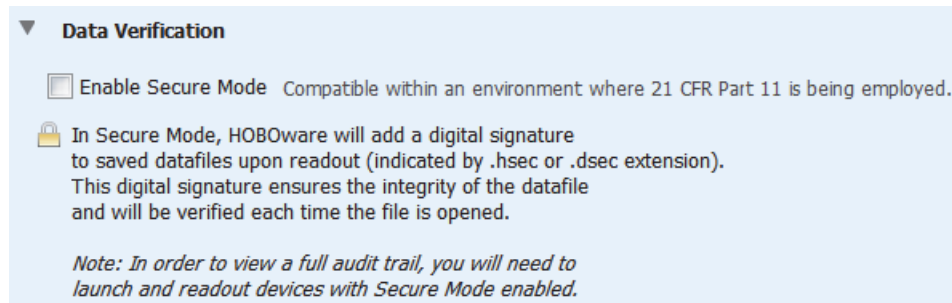 Data Verification
Enable Secure Mode Compatible within an environment where 21 CFR Part 11 is being employed.
In Secure Mode, HOBOware will add a digital signature
to saved datafiles upon readout (indicated by .hsec or .dsec extension).
This digital signature ensures the integrity of the datafile
and will be verified each time the file is opened.
Note: In order to view a full audit trail, you will need to
launch and readout devices with Secure Mode enabled.